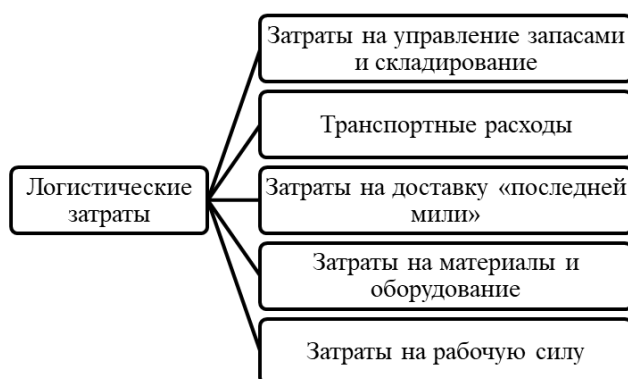 Затраты на управление запасами
и складирование
Транспортные расходы
Логистические
затраты
Затраты на доставку «последней
мили»
Затраты на материалы и
оборудование
Затраты на рабочую силу